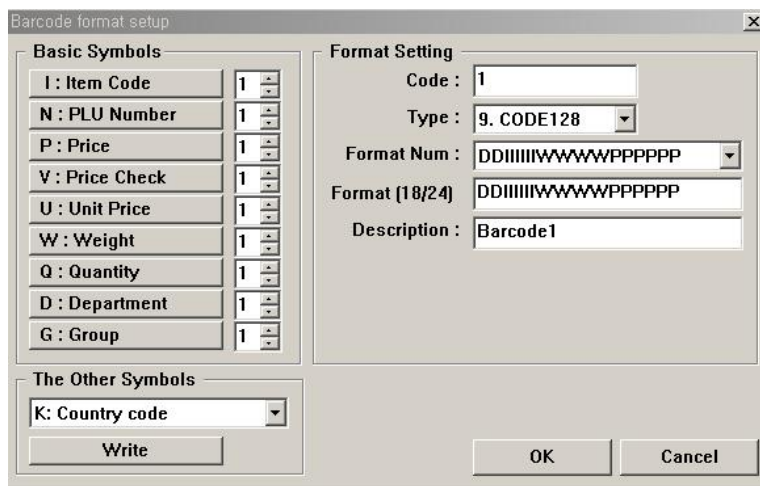 Barcode format setup
Basic Symbols
I : Item Code 1
N : PLU Number 1
P : Price 1
V : Price Check 1
U : Unit Price 1
W : Weight 1
Q : Quantity 1
D : Department 1
G : Group 1
The Other Symbols
K: Country code
Write
Format Setting
Code : 1
Type : 9. CODE128
Format Num : DDIIIIIIWWWWPPPPPP
Format (18/24) DDIIIIIIWWWWPPPPPP
Description : Barcode1
OK Cancel